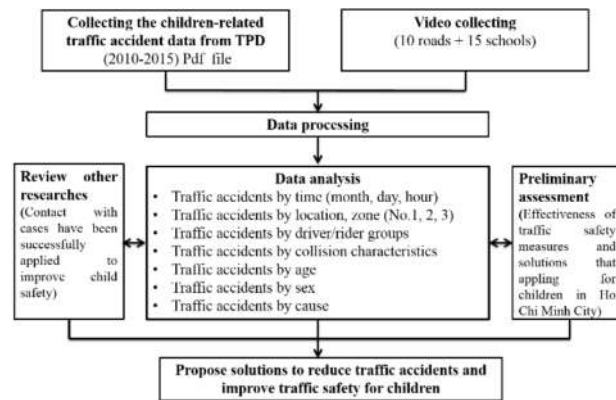 Collecting the children-related
traffic accident data from TPD
(2010-2015) Pdf file
Video collecting
(10 roads + 15 schools)
Data processing
Review other
researches
(Contact with
cases have been
successfully
applied to
improve child
safety)
Data analysis
• Traffic accidents by time (month, day, hour)
• Traffic accidents by location, zone (No.1, 2, 3)
• Traffic accidents by driver/rider groups
• Traffic accidents by collision characteristics
• Traffic accidents by age
• Traffic accidents by sex
• Traffic accidents by cause
Preliminary
assessment
(Effectiveness of
traffic safety
measures and
solutions that
appling for
children in Ho
Chi Minh City)
Propose solutions to reduce traffic accidents and
improve traffic safety for children